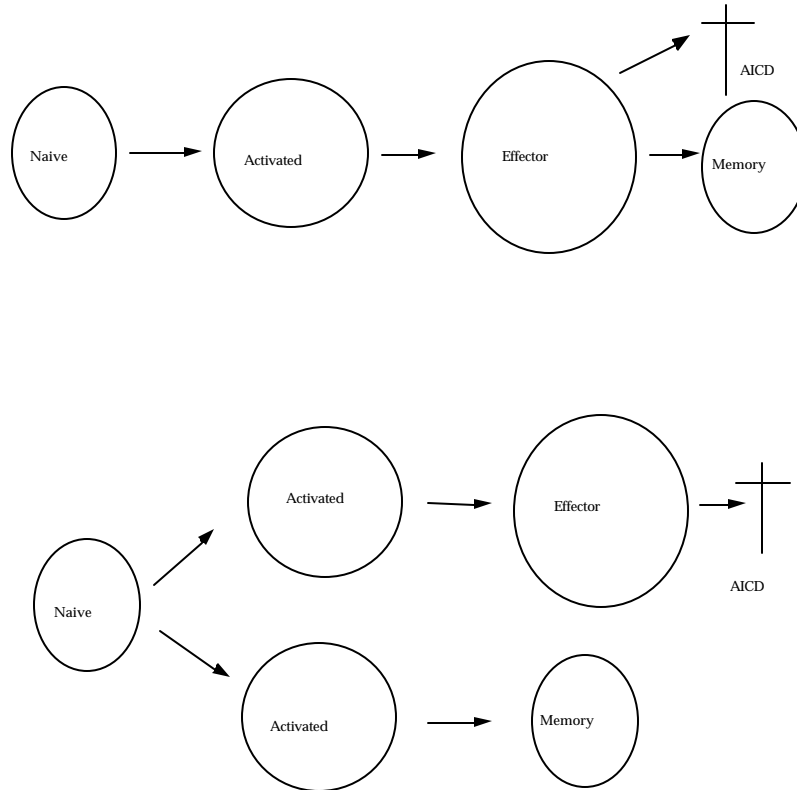 AICD
Naive
Activated
Effector
Memory
Activated
Effector
AICD
Naive
Activated
Memory